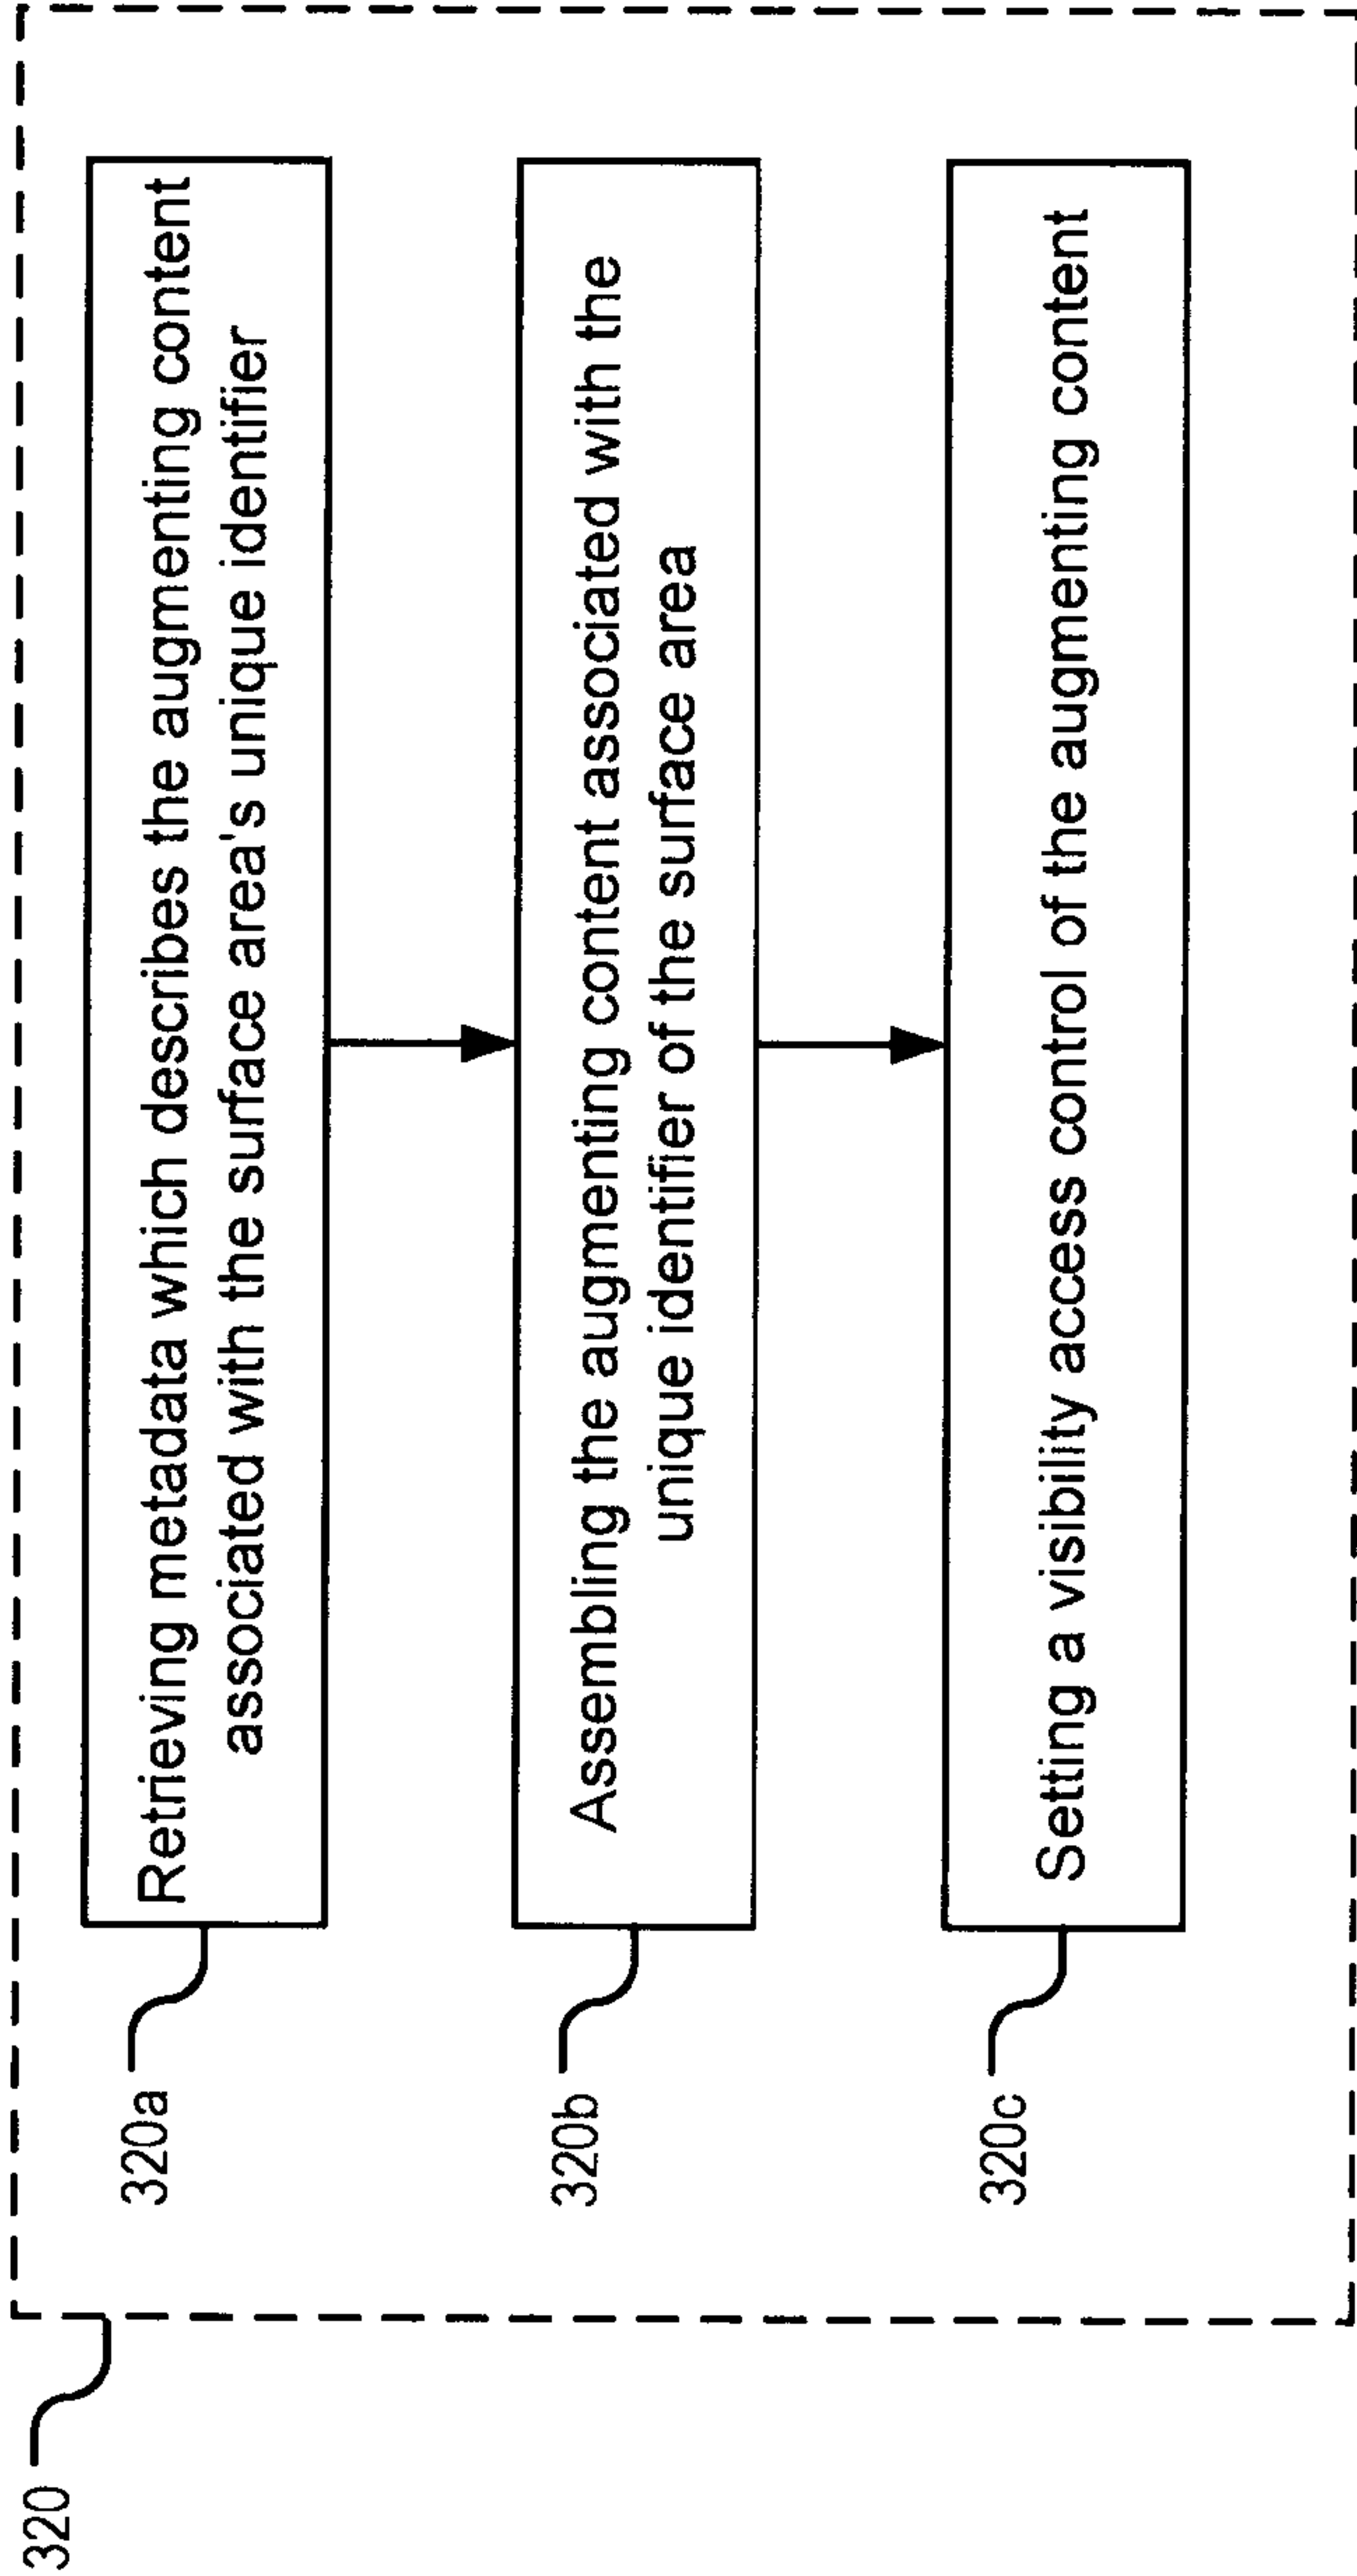 320
320a
Retrieving metadata which describes the augmenting content
associated with the surface area's unique identifier
320b
Assembling the augmenting content associated with the
unique identifier of the surface area
320c
Setting a visibility access control of the augmenting content